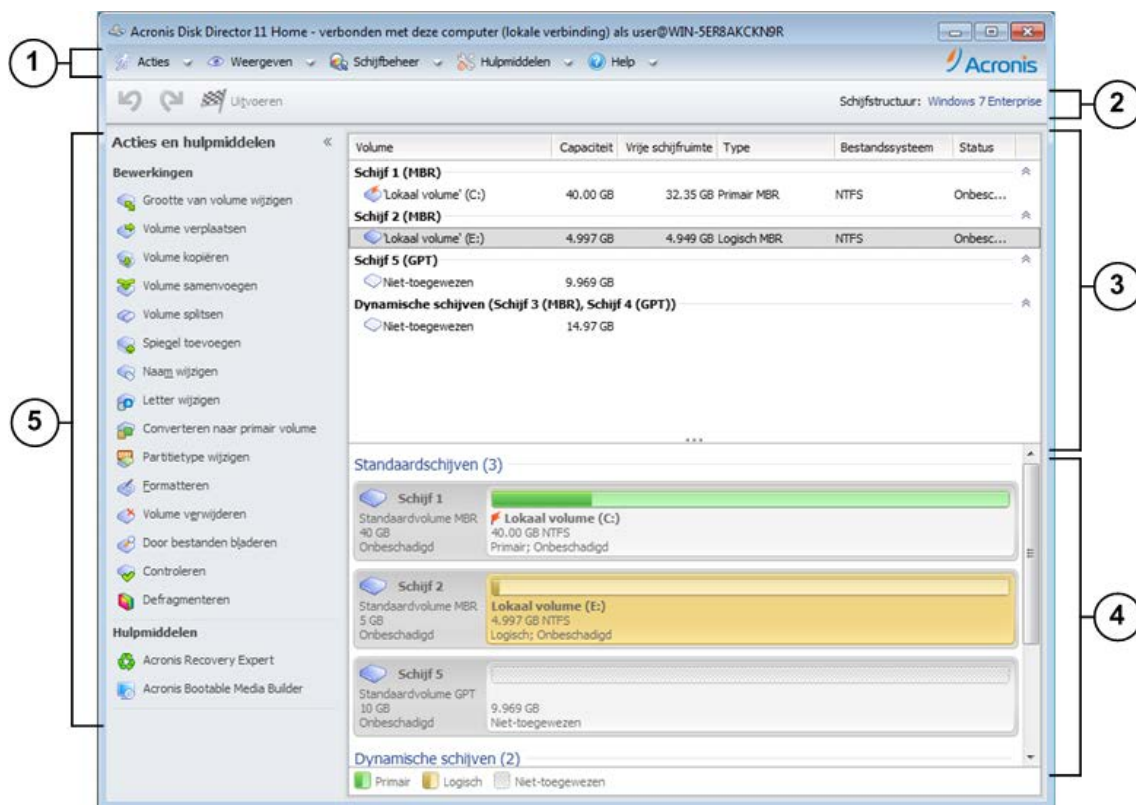 Acronis Disk Director 11 Home - verbonden met deze computer (lokale verbinding) als user@WIN-5ER8AKCKN9R
1
Acties Weergeven Schijfbeheer Hulpmiddelen Help
Acronis
Uitvoeren
Schijfstructuur: Windows 7 Enterprise
2
5
Acties en hulpmiddelen «
Bewerkingen
Grootte van volume wijzigen
Volume verplaatsen
Volume kopiëren
Volume samenvoegen
Volume splitsen
Spiegel toevoegen
Naam wijzigen
Letter wijzigen
Converteren naar primair volume
Partitietype wijzigen
Formatteren
Volume verwijderen
Door bestanden bladeren
Controleren
Defragmenteren
Hulpmiddelen
Acronis Recovery Expert
Acronis Bootable Media Builder
Volume Capaciteit Vrije schijfruimte Type Bestandssysteem Status
Schijf 1 (MBR)
'Lokaal volume' (C:) 40.00 GB 32.35 GB Primair MBR NTFS Onbesc...
Schijf 2 (MBR)
'Lokaal volume' (E:) 4.997 GB 4.949 GB Logisch MBR NTFS Onbesc...
Schijf 5 (GPT)
Niet-toegewezen 9.969 GB
Dynamische schijven (Schijf 3 (MBR), Schijf 4 (GPT))
Niet-toegewezen 14.97 GB
3
Standaardschijven (3)
Schijf 1
Standaardvolume MBR
40 GB
Onbeschadigd
Lokaal volume (C:)
40.00 GB NTFS
Primair; Onbeschadigd
Schijf 2
Standaardvolume MBR
5 GB
Onbeschadigd
Lokaal volume (E:)
4.997 GB NTFS
Logisch; Onbeschadigd
Schijf 5
Standaardvolume GPT
10 GB
Onbeschadigd
9.969 GB
Niet-toegewezen
Dynamische schijven (2)
Primair Logisch Niet-toegewezen
4